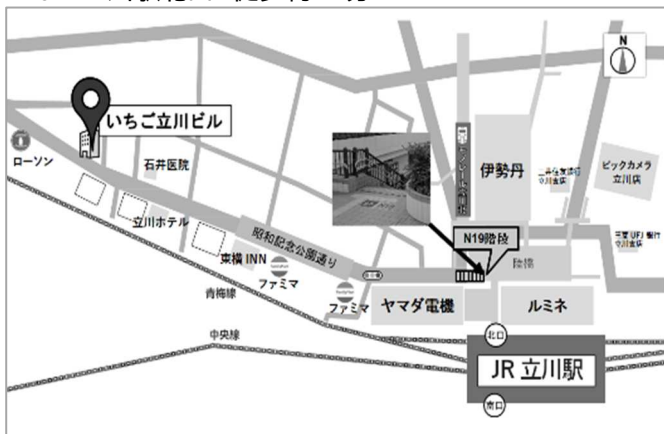 N
いちご立川ビル
ローソン
石井医院
伊勢丹
ビックカメラ
立川店
立川ホテル
昭和記念公園通り
N19階段
東横INN
ファミマ
ファミマ
青梅線
ヤマダ電機
ルミネ
中央線
北口
JR 立川駅
南口